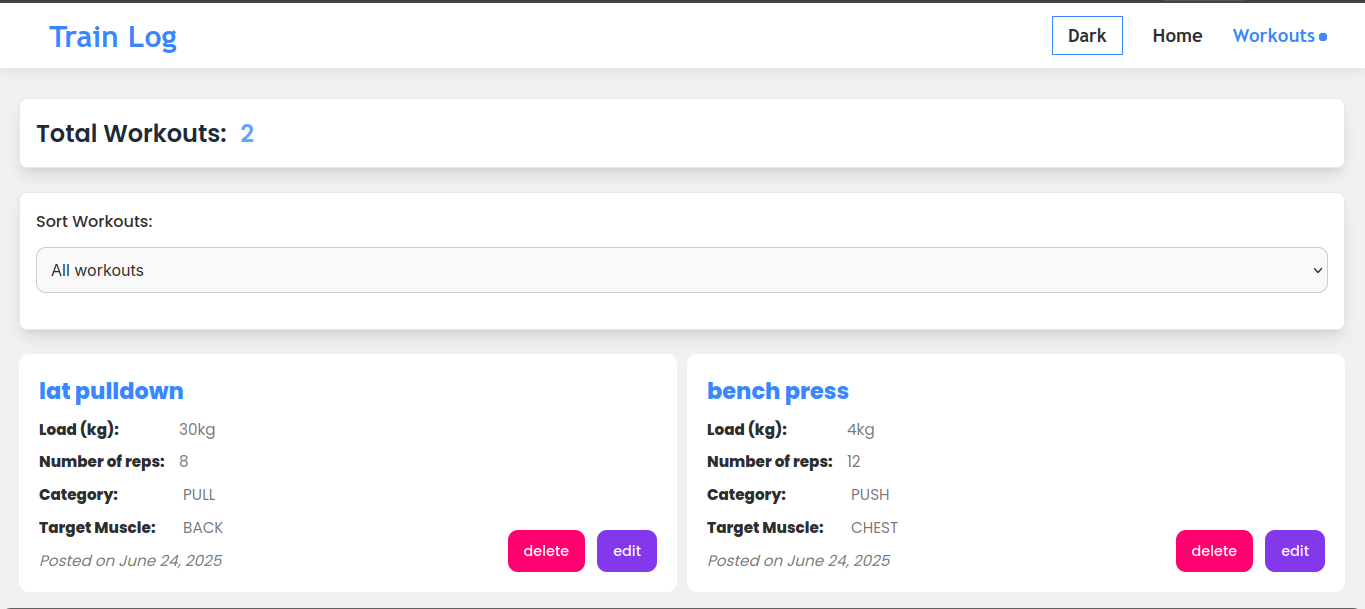 Train Log
Dark Home Workouts
Total Workouts: 2
Sort Workouts:
All workouts
lat pulldown
Load (kg): 30kg
Number of reps: 8
Category: PULL
Target Muscle: BACK
Posted on June 24, 2025
delete edit
bench press
Load (kg): 4kg
Number of reps: 12
Category: PUSH
Target Muscle: CHEST
Posted on June 24, 2025
delete edit